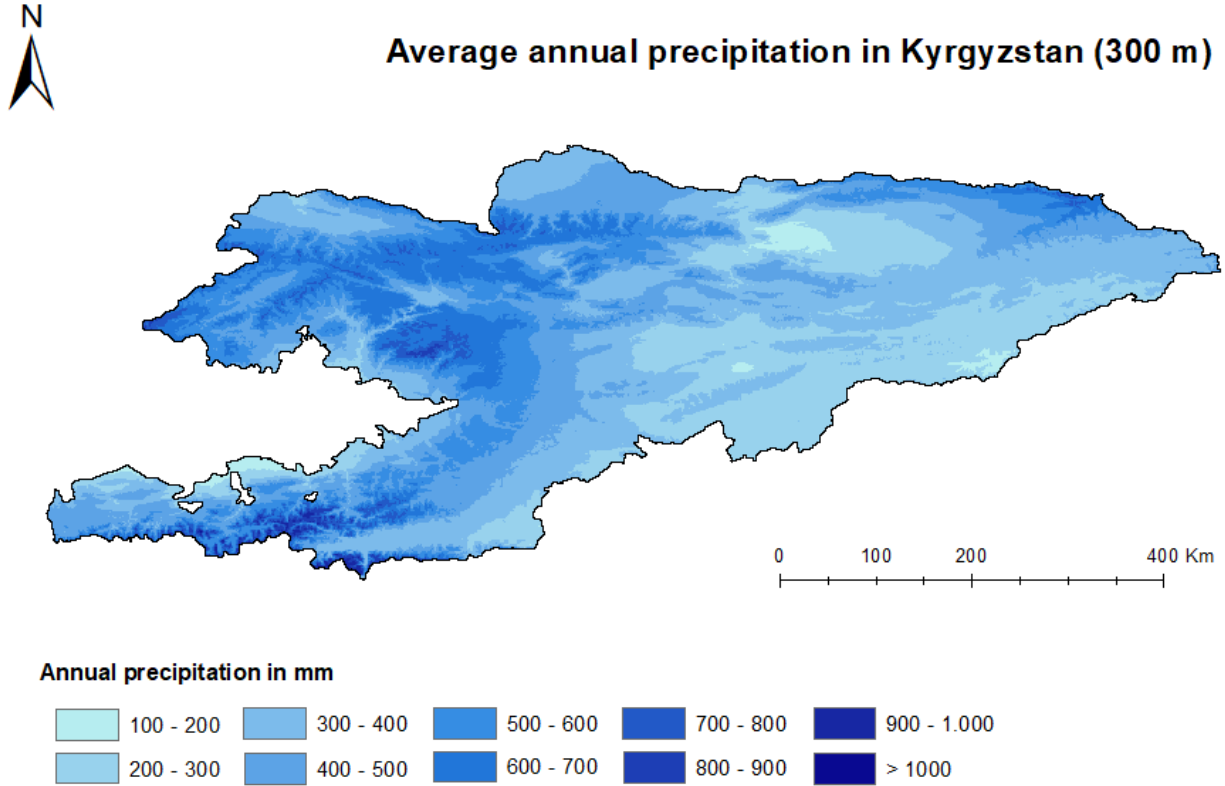 N
Average annual precipitation in Kyrgyzstan (300 m)
0 100 200 400 Km
Annual precipitation in mm
100 - 200 300 - 400 500 - 600 700 - 800 900 - 1.000
200 - 300 400 - 500 600 - 700 800 - 900 > 1000